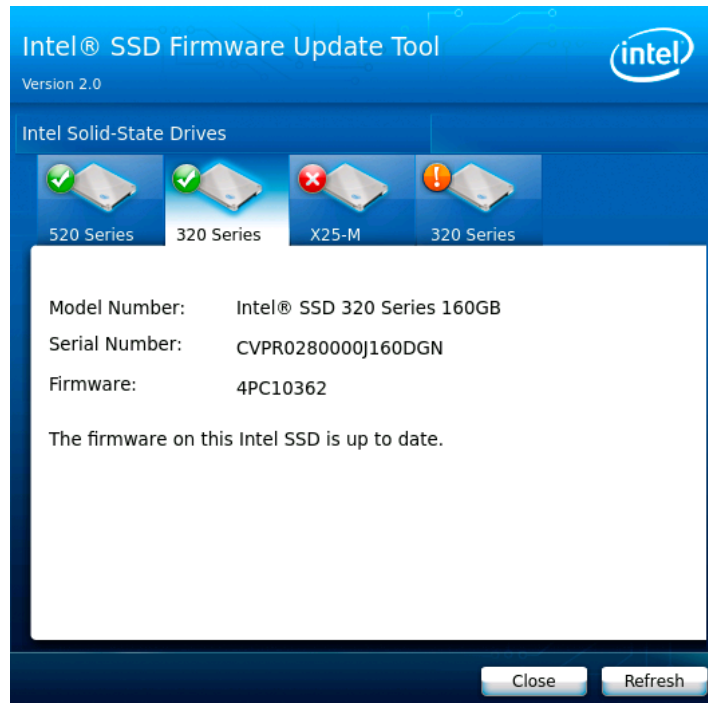 Intel® SSD Firmware Update Tool
intel
Version 2.0
Intel Solid-State Drives
520 Series 320 Series X25-M 320 Series
Model Number: Intel® SSD 320 Series 160GB
Serial Number: CVPR0280000J160DGN
Firmware: 4PC10362
The firmware on this Intel SSD is up to date.
Close Refresh